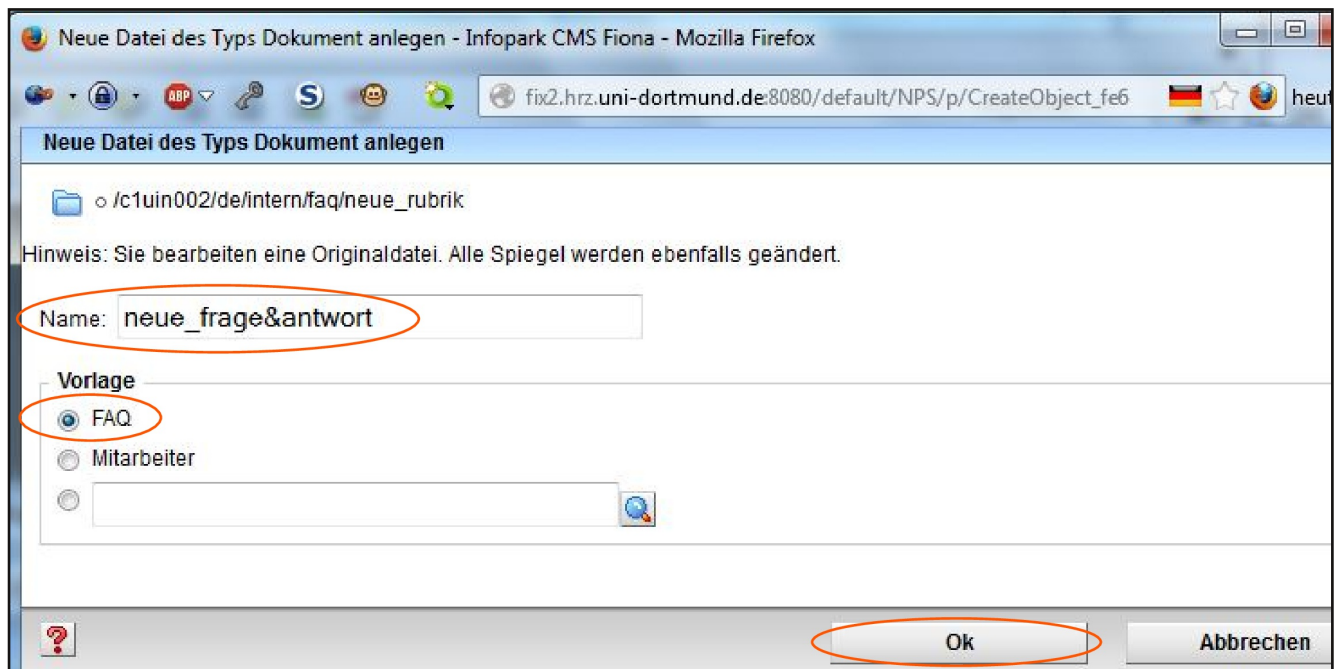 Neue Datei des Typs Dokument anlegen - Infopark CMS Fiona - Mozilla Firefox
ABP S fix2.hrz.uni-dortmund.de:8080/default/NPS/p/CreateObject_fe6
Neue Datei des Typs Dokument anlegen
/c1uin002/de/intern/faq/neue_rubrik
Hinweis: Sie bearbeiten eine Originaldatei. Alle Spiegel werden ebenfalls geändert.
Name: neue_frage&antwort
Vorlage
FAQ
Mitarbeiter
? Ok Abbrechen